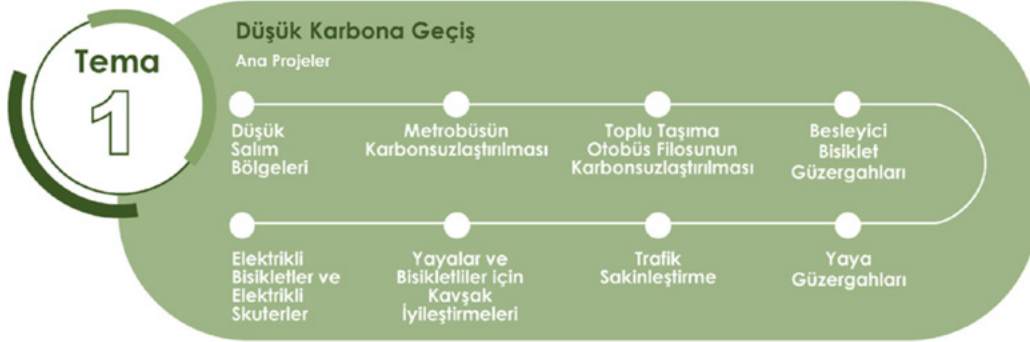 Tema
1
Düşük Karbona Geçiş
Ana Projeler
Düşük
Salım
Bölgeleri
Metrobüsün
Karbonsuzlaştırılması
Toplu Taşıma
Otobüs Filosunun
Karbonsuzlaştırılması
Besleyici
Bisiklet
Güzergahları
Elektrikli
Bisikletler ve
Elektrikli
Skuterler
Yayalar ve
Bisikletliler için
Kavşak
İyileştirmeleri
Trafik
Sakinleştirme
Yaya
Güzergahları